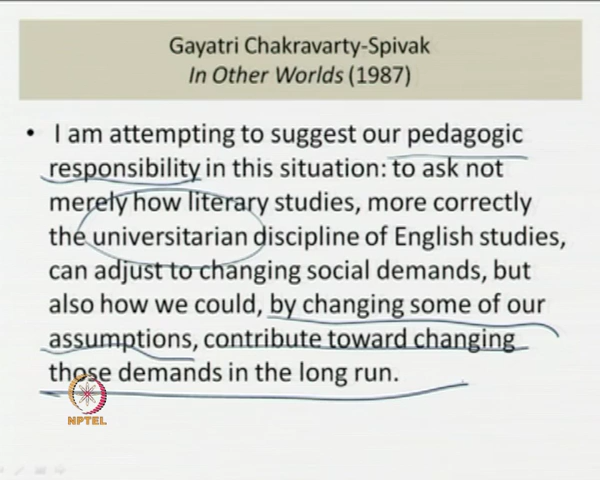 Gayatri Chakravarty-Spivak
In Other Worlds (1987)
• I am attempting to suggest our pedagogic
responsibility in this situation: to ask not
merely how literary studies, more correctly
the universitarian discipline of English studies,
can adjust to changing social demands, but
also how we could, by changing some of our
assumptions, contribute toward changing
those demands in the long run.
NPTEL